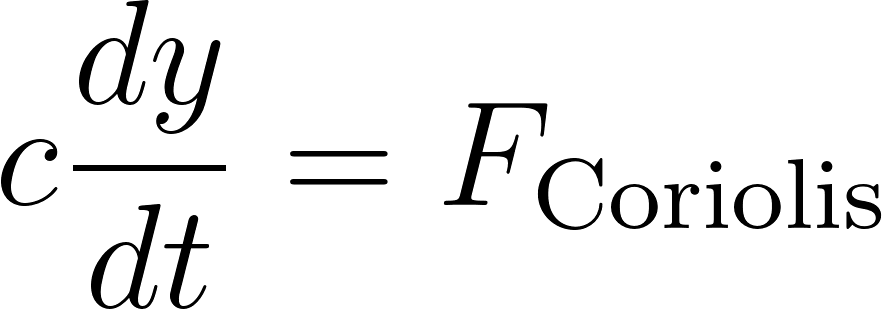 c dy/dt = F_Coriolis